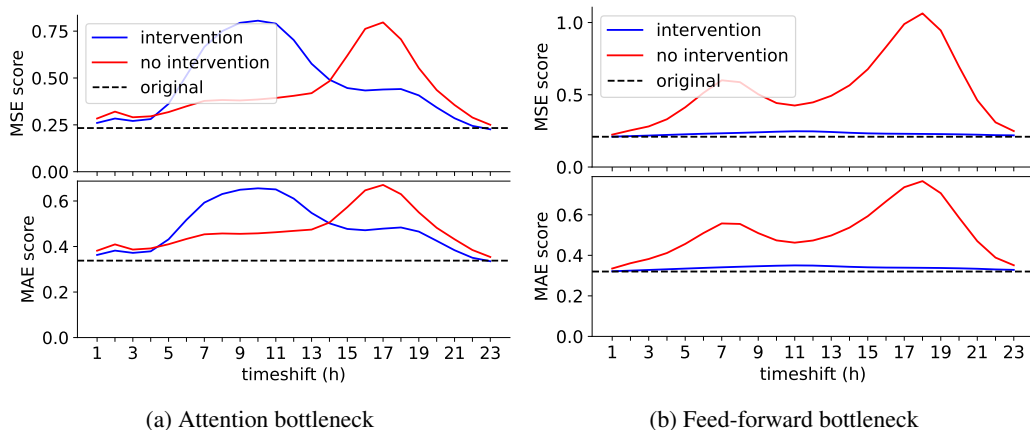 MSE score
0.75
0.50
0.25
0.00
intervention
no intervention
original
MAE score
0.6
0.4
0.2
0.0
1 3 5 7 9 11 13 15 17 19 21 23
timeshift (h)
(a) Attention bottleneck
MSE score
1.0
0.5
0.0
intervention
no intervention
original
MAE score
0.6
0.4
0.2
0.0
1 3 5 7 9 11 13 15 17 19 21 23
timeshift (h)
(b) Feed-forward bottleneck